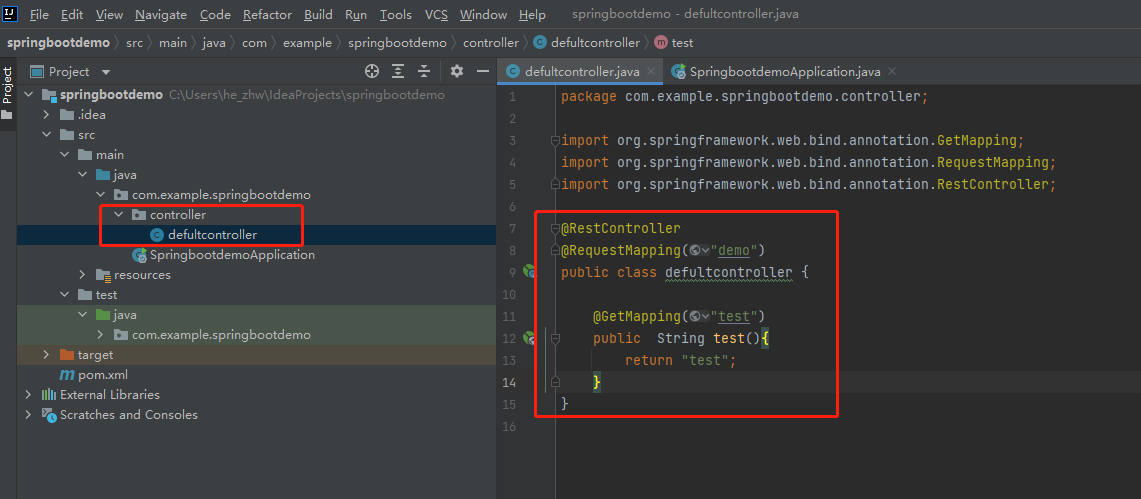 IJ File Edit View Navigate Code Refactor Build Run Tools VCS Window Help springbootdemo - defultcontroller.java
springbootdemo src main java com example springbootdemo controller defultcontroller test
Project
Project
defultcontroller.java
SpringbootdemoApplication.java
springbootdemo C:\Users\he_zhw\IdeaProjects\springbootdemo
.idea
src
main
java
com.example.springbootdemo
controller
defultcontroller
SpringbootdemoApplication
resources
test
java
com.example.springbootdemo
target
pom.xml
External Libraries
Scratches and Consoles
1 package com.example.springbootdemo.controller;
2
3 import org.springframework.web.bind.annotation.GetMapping;
4 import org.springframework.web.bind.annotation.RequestMapping;
5 import org.springframework.web.bind.annotation.RestController;
6
7 @RestController
8 @RequestMapping("demo")
9 public class defultcontroller {
10
11 @GetMapping("test")
12 public  String test(){
13 return "test";
14 }
15 }
16